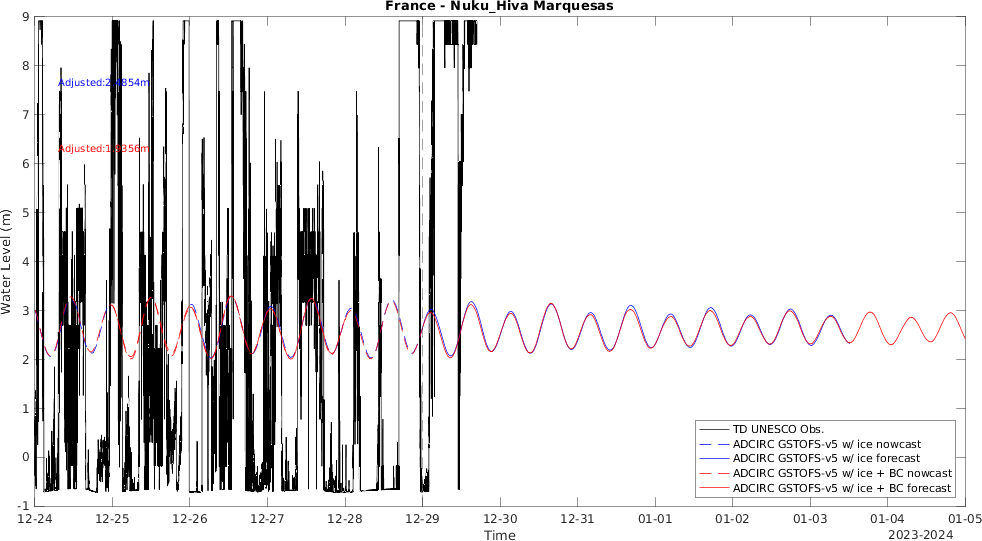 France - Nuku_Hiva Marquesas
9
8
7
6
5
4
3
2
1
0
-1
Water Level (m)
Adjusted:
Adjusted:
TD UNESCO Obs.
ADCIRC GSTOFS-v5 w/ ice nowcast
ADCIRC GSTOFS-v5 w/ ice forecast
ADCIRC GSTOFS-v5 w/ ice + BC nowcast
ADCIRC GSTOFS-v5 w/ ice + BC forecast
12-24 12-25 12-26 12-27 12-28 12-29 12-30 12-31 01-01 01-02 01-03 01-04 01-05
Time
2023-2024